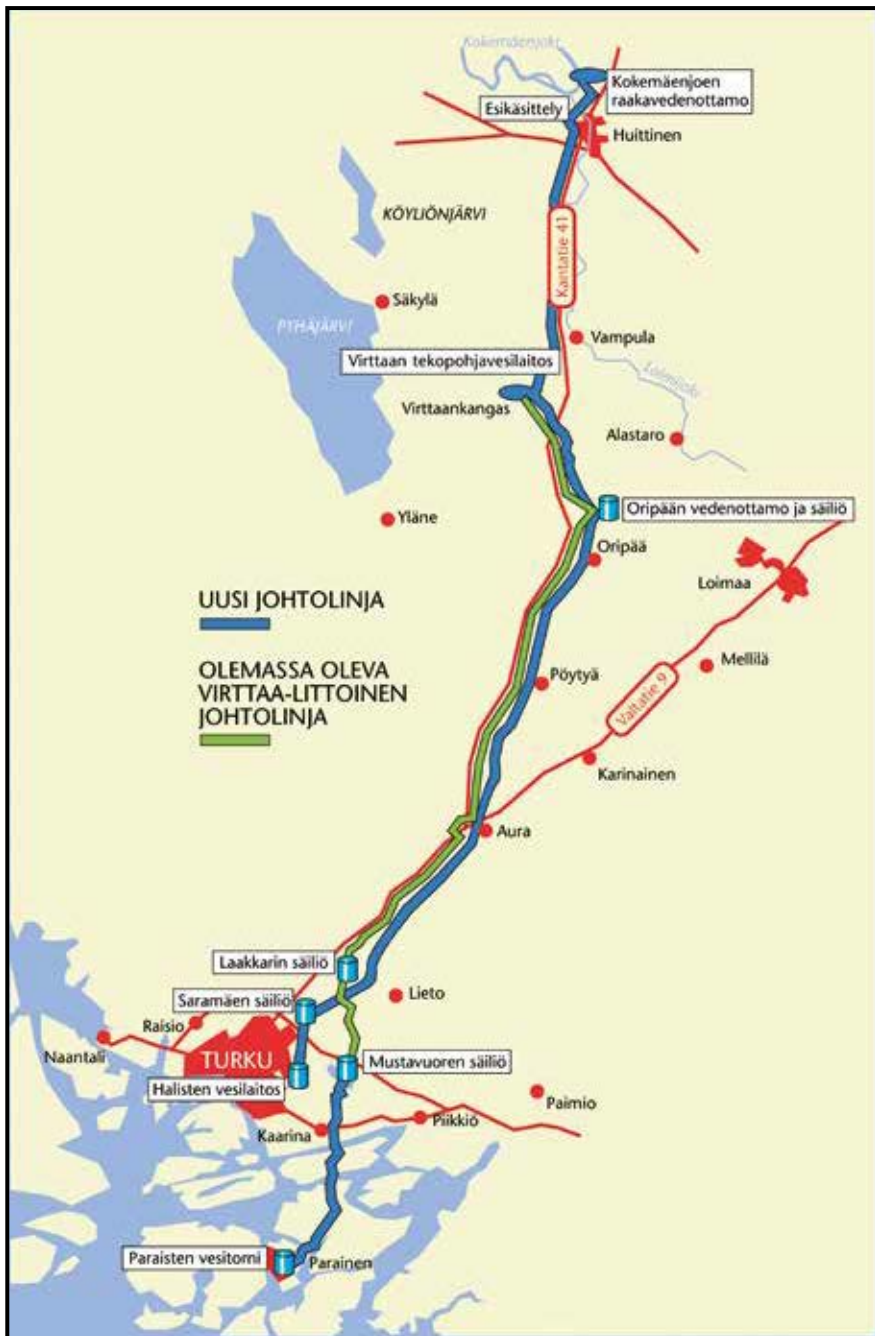 Kokemäenjoki
Kokemäenjoen
raakavedenottamo
Esikäsittely
Huittinen
KÖYLIÖNJÄRVI
Kantatie 41
Säkylä
PYHÄJÄRVI
Vampula
Virttaan tekopohjavesilaitos
Loimijoki
Virttaankangas
Alastaro
Oripään vedenottamo ja säiliö
Yläne
Oripää
Loimaa
UUSI JOHTOLINJA
Mellilä
OLEMASSA OLEVA
VIRTTAA-LITTOINEN
JOHTOLINJA
Pöytyä
Valtatie 9
Karinainen
Aura
Laakkarin säiliö
Lieto
Saramäen säiliö
Raisio
Naantali
TURKU
Mustavuoren säiliö
Halisten vesilaitos
Paimio
Piikkiö
Kaarina
Paraisten vesitorni
Parainen